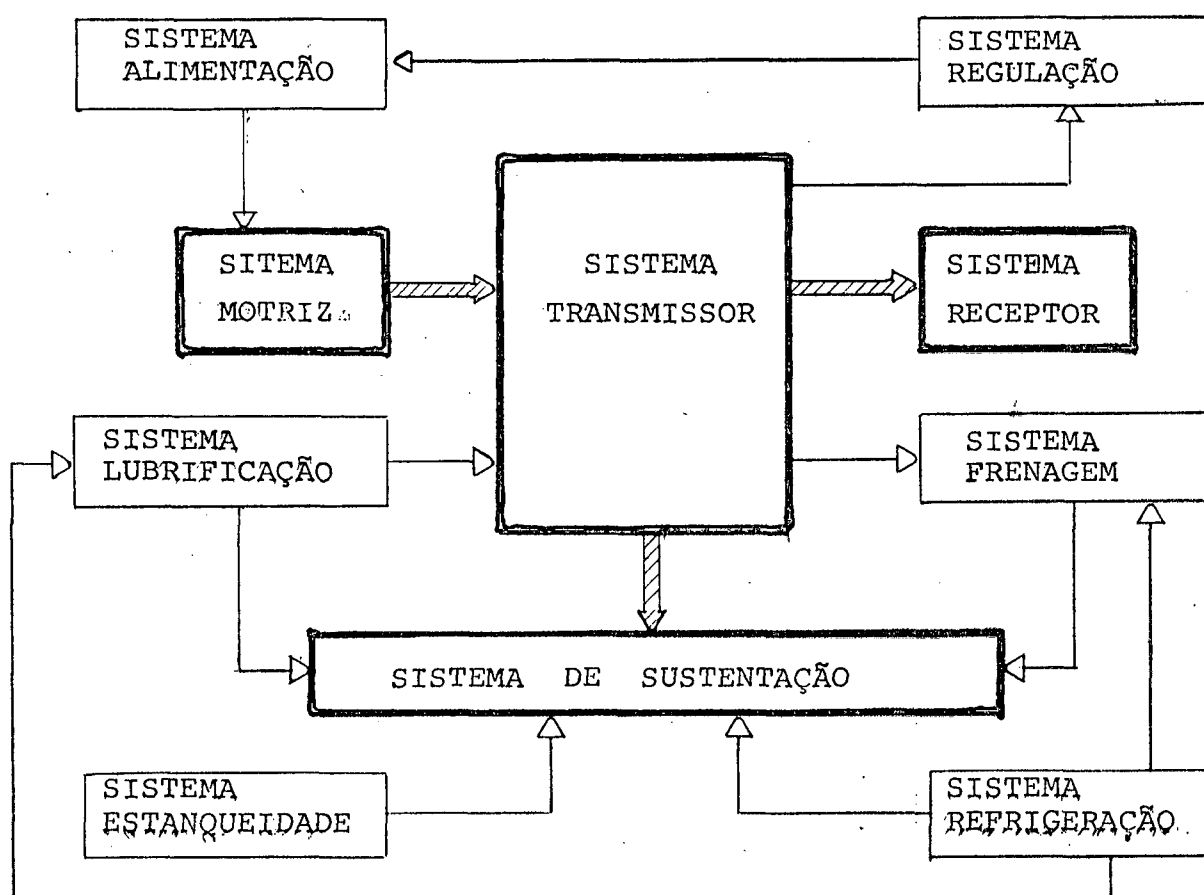 SISTEMA
ALIMENTAÇÃO
SISTEMA
REGULAÇÃO
SITEMA
MOTRIZ
SISTEMA
TRANSMISSOR
SISTEMA
RECEPTOR
SISTEMA
LUBRIFICAÇÃO
SISTEMA
FRENAGEM
SISTEMA DE SUSTENTAÇÃO
SISTEMA
ESTANQUEIDADE
SISTEMA
REFRIGERAÇÃO